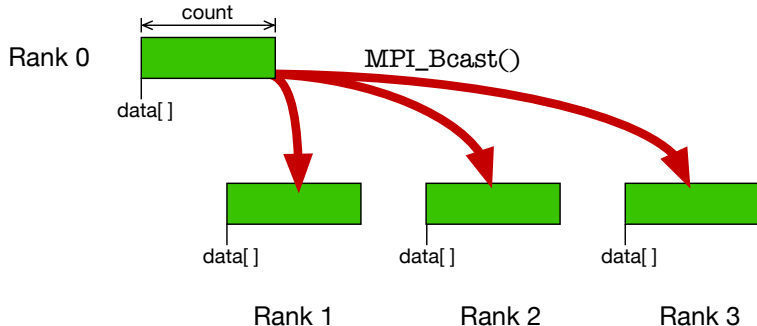 count
Rank 0
MPI_Bcast()
data[ ]
data[ ]
data[ ]
data[ ]
Rank 1
Rank 2
Rank 3